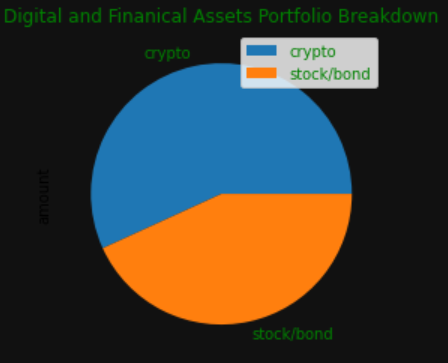 Digital and Finanical Assets Portfolio Breakdown
crypto
crypto
stock/bond
amount
stock/bond